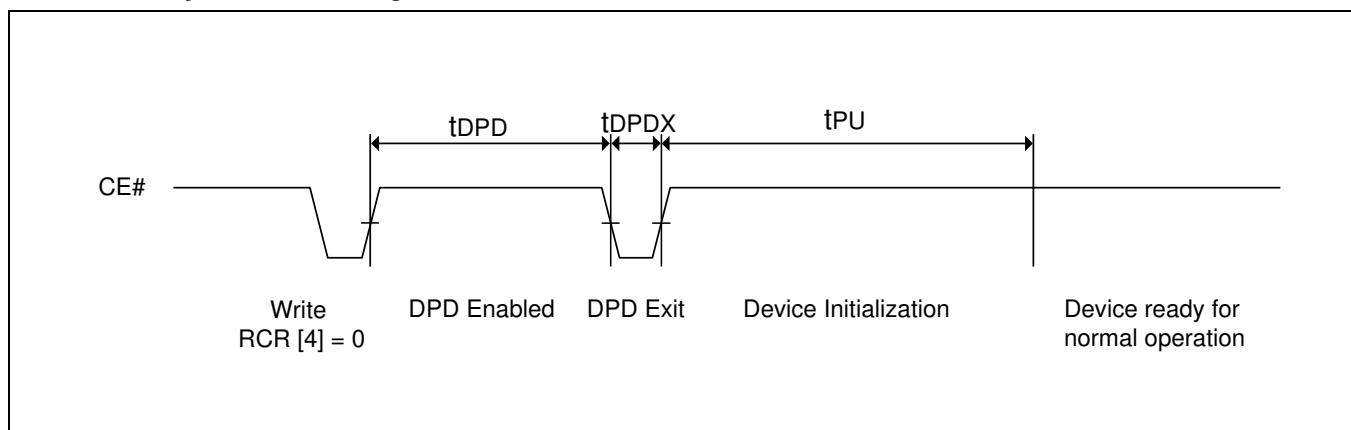 tDPD
tDPDX
tPU
CE#
Write
RCR [4] = 0
DPD Enabled
DPD Exit
Device Initialization
Device ready for
normal operation